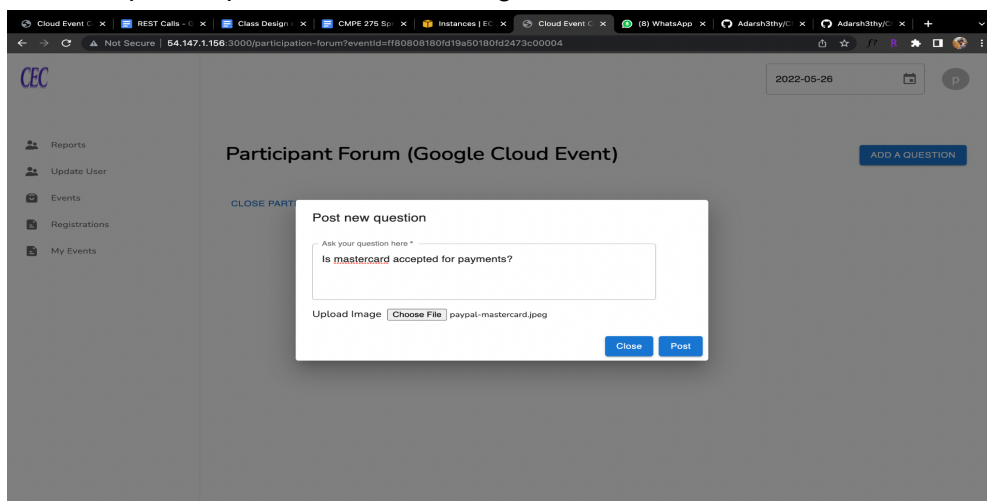 Cloud Event C
REST Calls - G
Class Design
CMPE 275 Sp
Instances | EC
Cloud Event C
(8) WhatsApp
Adarsh3thy/C
Adarsh3thy/C
Not Secure | 54.147.1.156:3000/participation-forum?eventId=ff80808180fd19a50180fd2473c00004
CEC
2022-05-26
p
Reports
Update User
Events
Registrations
My Events
Participant Forum (Google Cloud Event)
ADD A QUESTION
CLOSE PART
Post new question
Ask your question here *
Is mastercard accepted for payments?
Upload Image Choose File paypal-mastercard.jpeg
Close Post